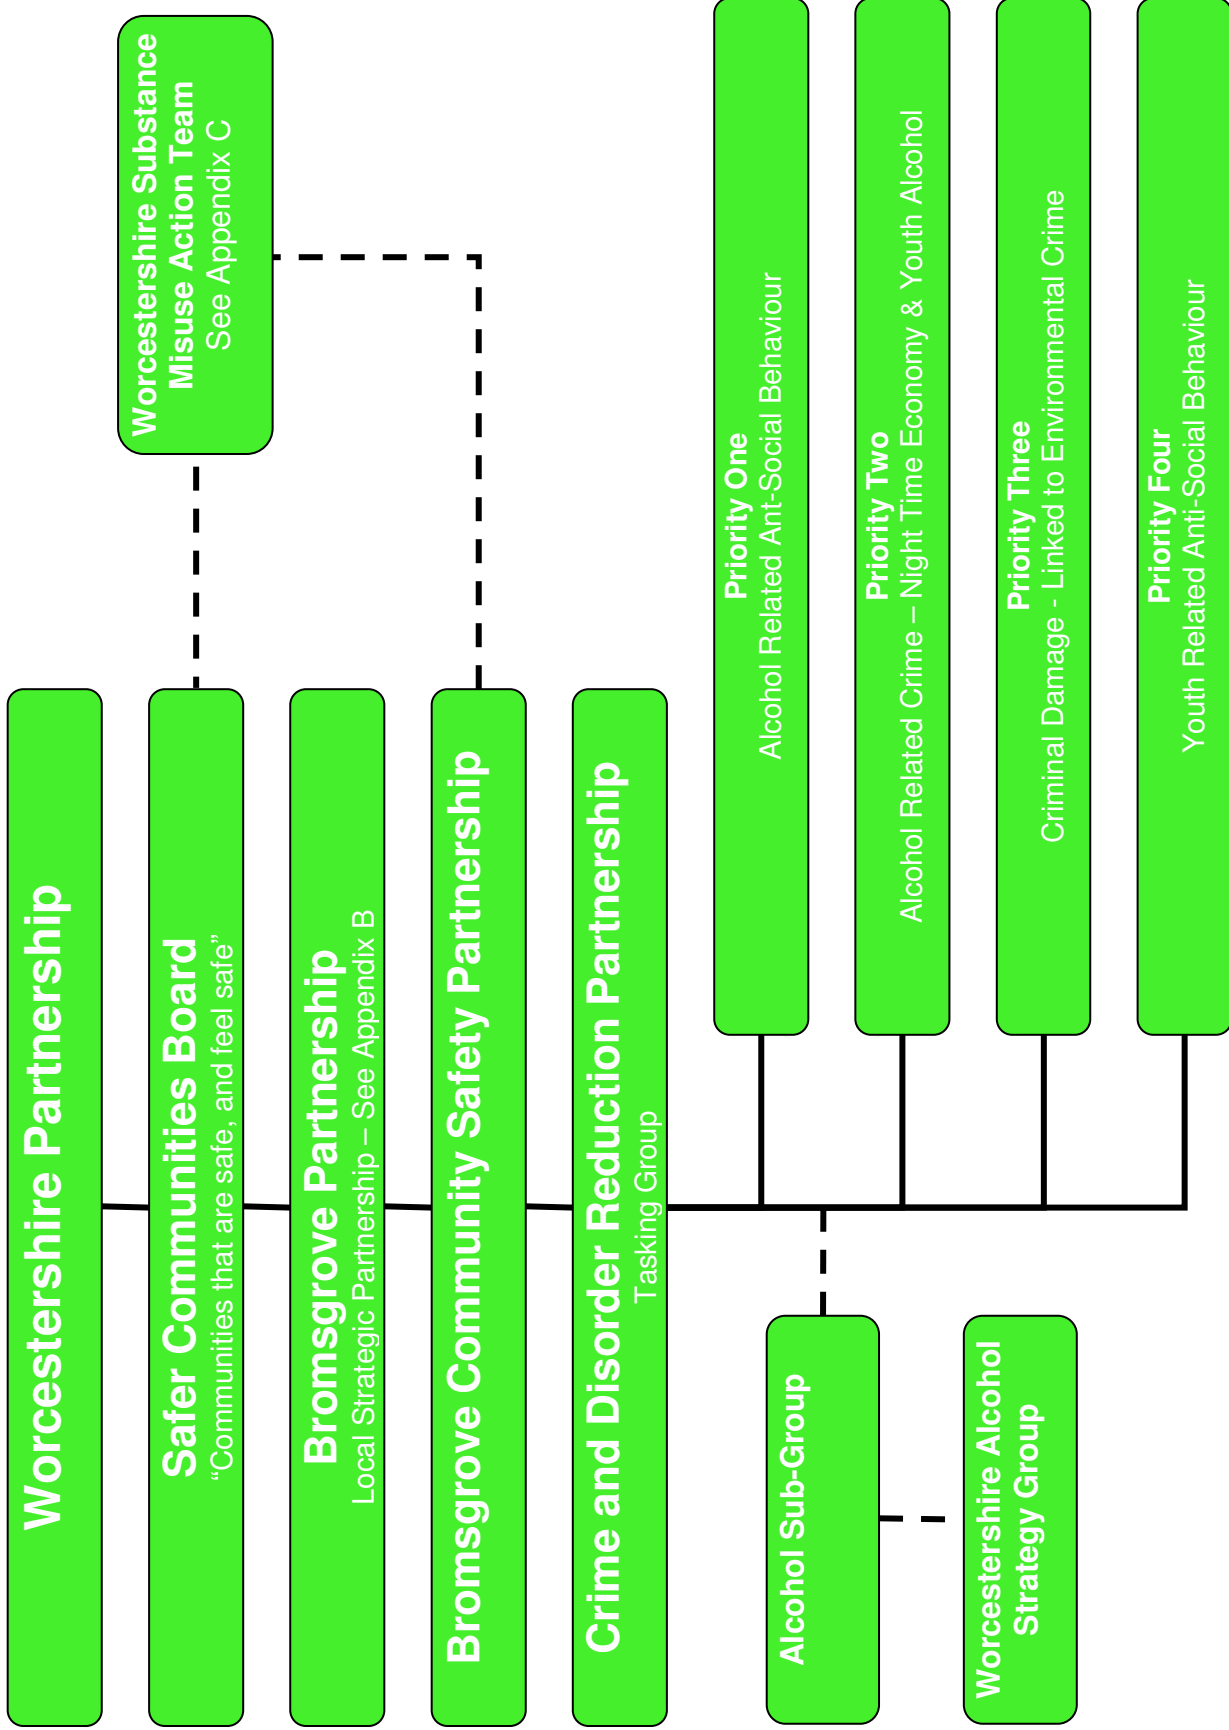 Worcestershire Partnership
Safer Communities Board
“Communities that are safe, and feel safe”
Worcestershire Substance
Misuse Action Team
See Appendix C
Bromsgrove Partnership
Local Strategic Partnership – See Appendix B
Bromsgrove Community Safety Partnership
Crime and Disorder Reduction Partnership
Tasking Group
Priority One
Alcohol Related Ant-Social Behaviour
Alcohol Sub-Group
Priority Two
Alcohol Related Crime – Night Time Economy & Youth Alcohol
Worcestershire Alcohol
Strategy Group
Priority Three
Criminal Damage - Linked to Environmental Crime
Priority Four
Youth Related Anti-Social Behaviour